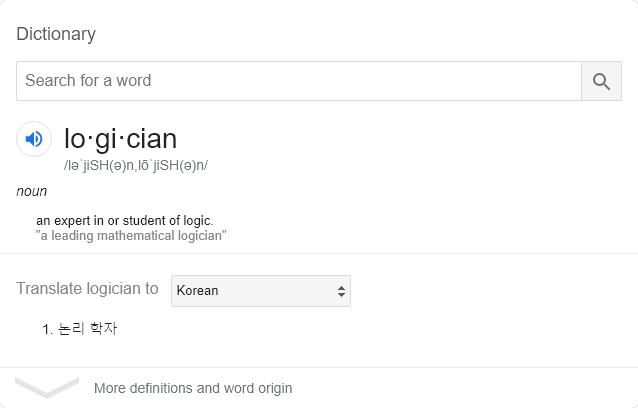 Dictionary
Search for a word
lo·gi·cian
/ləˈjiSH(ə)n,lōˈjiSH(ə)n/
noun
an expert in or student of logic.
"a leading mathematical logician"
Translate logician to Korean
1. 논리 학자
More definitions and word origin